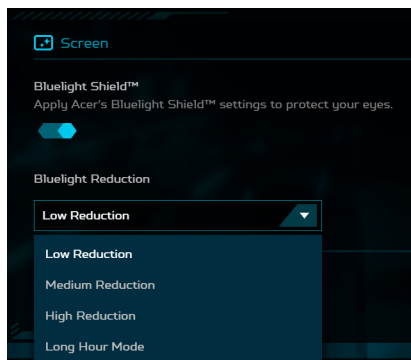 Screen
Bluelight Shield™
Apply Acer's Bluelight Shield™ settings to protect your eyes.
Bluelight Reduction
Low Reduction
Low Reduction
Medium Reduction
High Reduction
Long Hour Mode